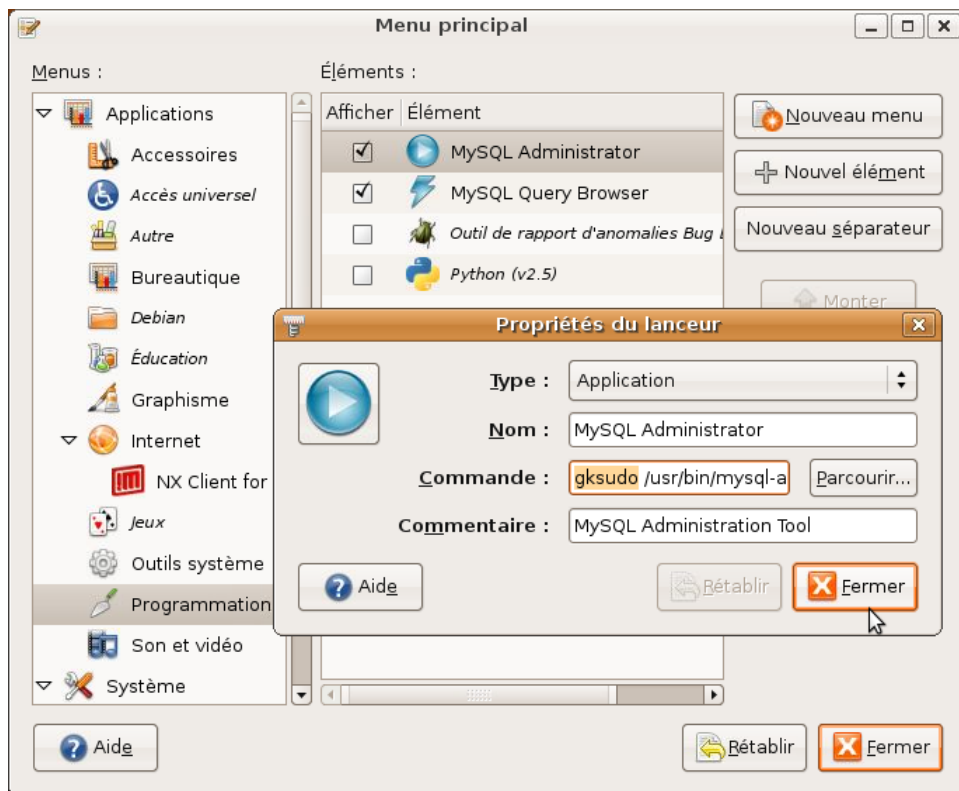 Menu principal
Menus :
Éléments :
Applications
Accessoires
Accès universel
Autre
Bureautique
Debian
Éducation
Graphisme
Internet
NX Client for
Jeux
Outils système
Programmation
Son et vidéo
Système
Afficher Élément
MySQL Administrator
MySQL Query Browser
Outil de rapport d'anomalies Bug
Python (v2.5)
Nouveau menu
Nouvel élément
Nouveau séparateur
Monter
Propriétés du lanceur
Type : Application
Nom : MySQL Administrator
Commande : gksudo /usr/bin/mysql-a Parcourir...
Commentaire : MySQL Administration Tool
Aide Rétablir Fermer
Aide Rétablir Fermer